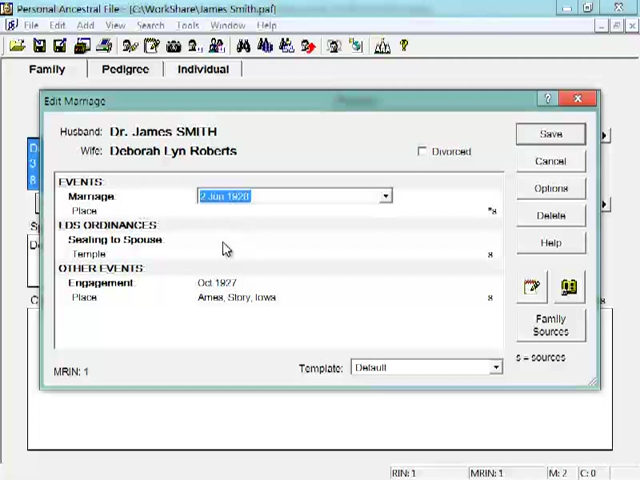 Personal Ancestral File - [C:\WorkShare\James Smith.paf]
File Edit Add View Search Tools Window Help
Family Pedigree Individual
Edit Marriage
Husband: Dr. James SMITH
Wife: Deborah Lyn Roberts
Divorced
Save
Cancel
Options
Delete
Help
EVENTS
Marriage: 2 Jun 1928
Place *s
LDS ORDINANCES
Sealing to Spouse:
Temple s
OTHER EVENTS
Engagement: Oct 1927
Place Ames, Story, Iowa s
Family Sources
s = sources
MRIN: 1
Template: Default
RIN: 1 MRIN: 1 M: 2 C: 0